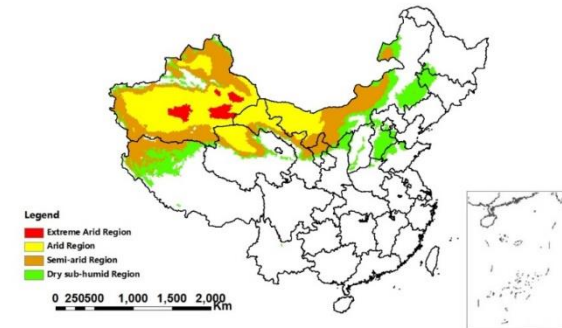 Legend
Extreme Arid Region
Arid Region
Semi-arid Region
Dry sub-humid Region
0 250500 1,000 1,500 2,000
Km